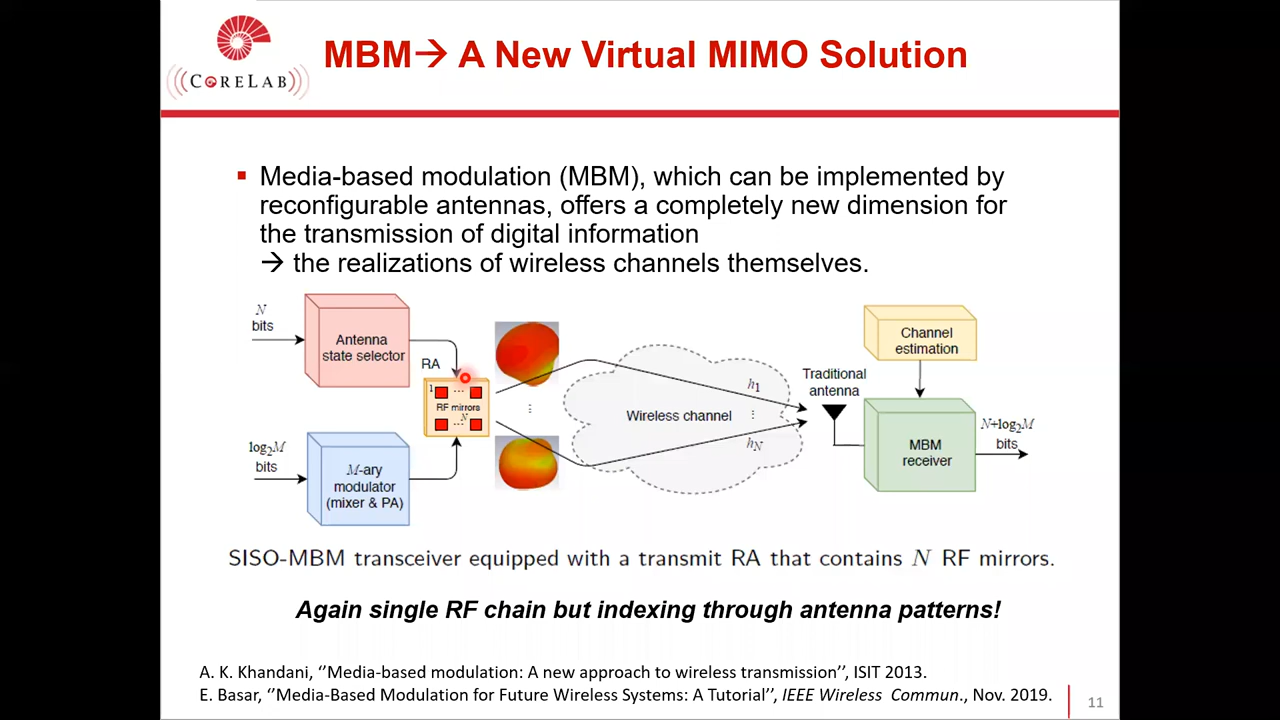 ((CORELAB))
MBM→ A New Virtual MIMO Solution
▪ Media-based modulation (MBM), which can be implemented by
reconfigurable antennas, offers a completely new dimension for
the transmission of digital information
→ the realizations of wireless channels themselves.
N
bits
Antenna
state selector
RA
1 ...
RF mirrors
... N
log₂M
bits
M-ary
modulator
(mixer & PA)
⋮
Wireless channel
h₁
⋮
hN
Traditional
antenna
Channel
estimation
MBM
receiver
N+log₂M
bits
SISO-MBM transceiver equipped with a transmit RA that contains N RF mirrors.
Again single RF chain but indexing through antenna patterns!
A. K. Khandani, ‘‘Media-based modulation: A new approach to wireless transmission’’, ISIT 2013.
E. Basar, ‘‘Media-Based Modulation for Future Wireless Systems: A Tutorial’’, IEEE Wireless Commun., Nov. 2019.
11